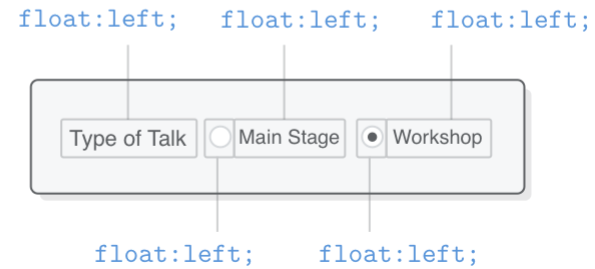 float:left; float:left; float:left;
Type of Talk Main Stage Workshop
float:left; float:left;